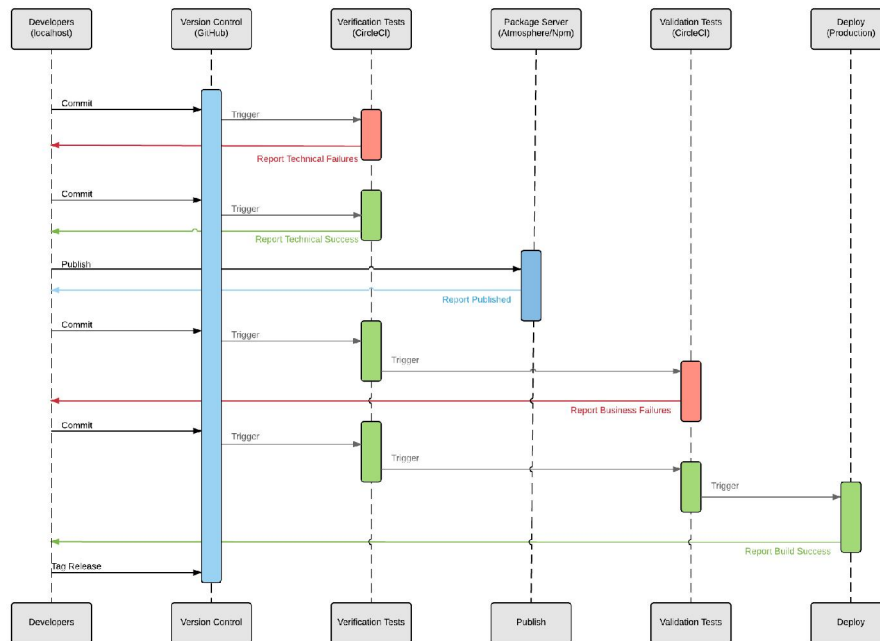 Developers
(localhost)
Version Control
(GitHub)
Verification Tests
(CircleCI)
Package Server
(Atmosphere/Npm)
Validation Tests
(CircleCI)
Deploy
(Production)
Commit
Trigger
Report Technical Failures
Commit
Trigger
Report Technical Success
Publish
Report Published
Commit
Trigger
Trigger
Report Business Failures
Commit
Trigger
Trigger
Trigger
Report Build Success
Tag Release
Developers
Version Control
Verification Tests
Publish
Validation Tests
Deploy